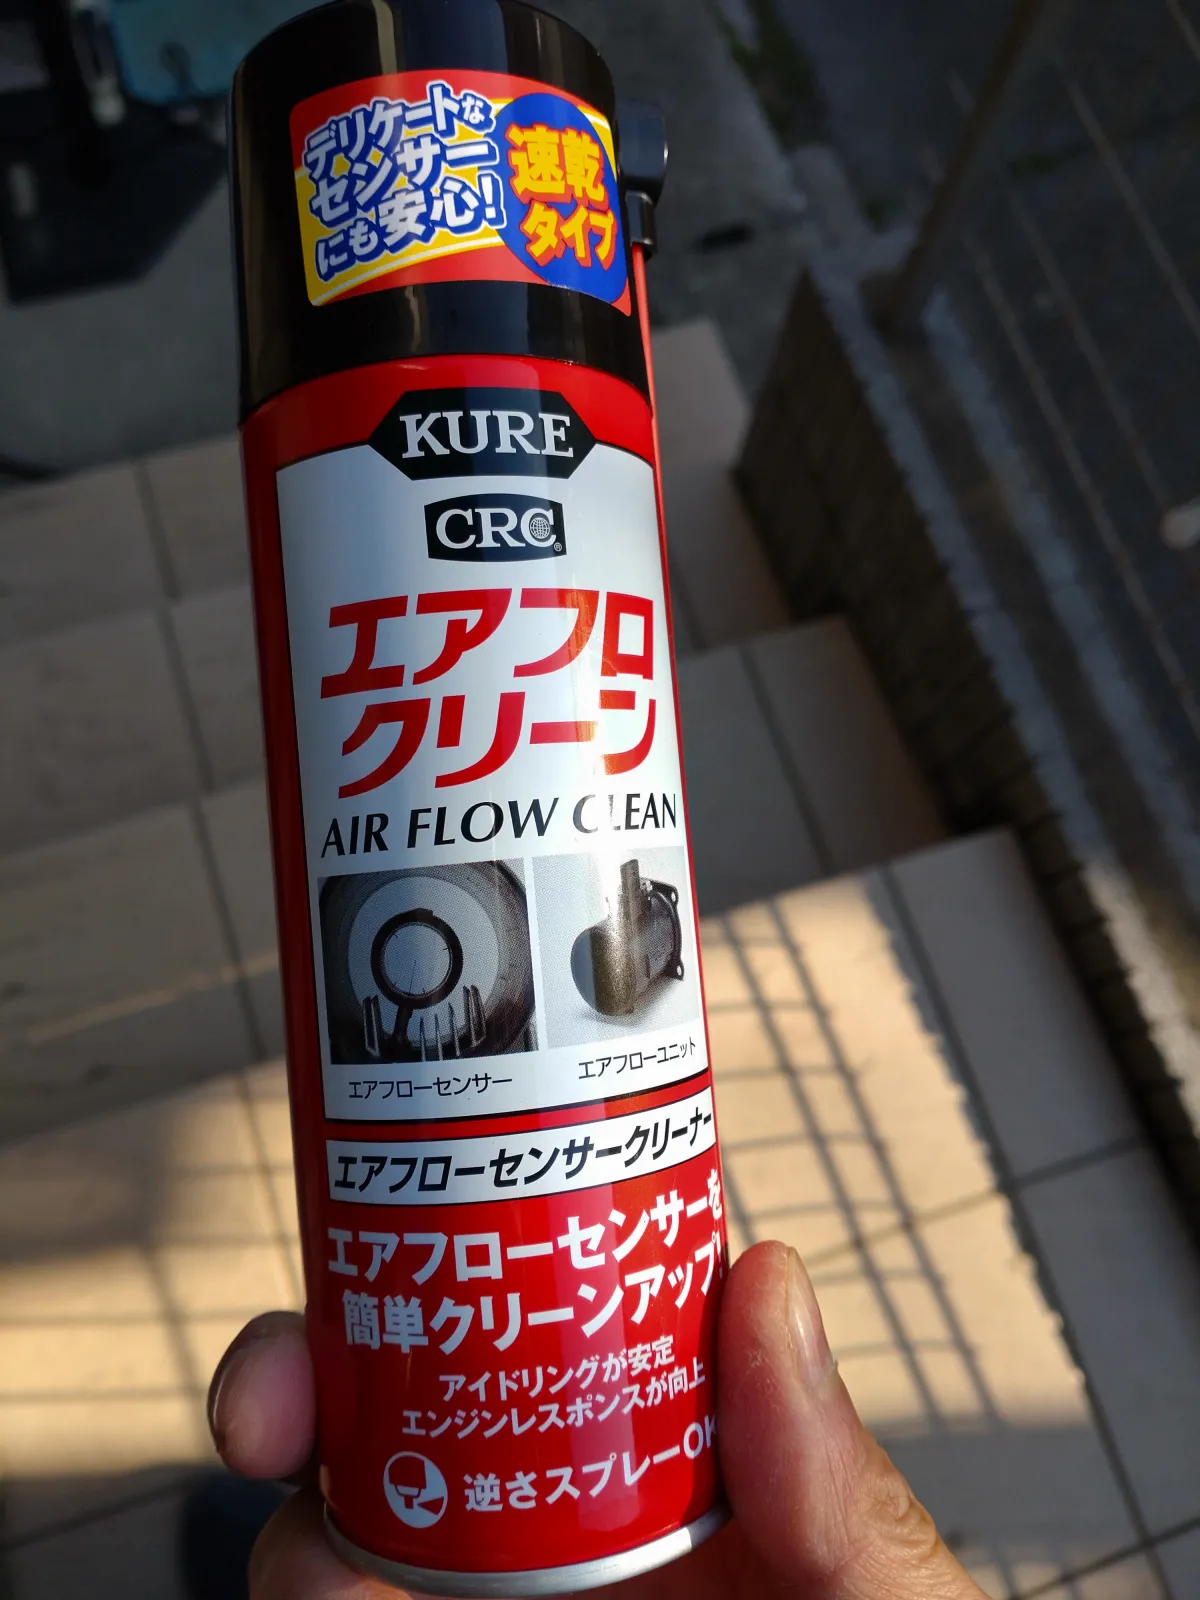 デリケートな
センサー
にも安心!
速乾
タイプ
KURE
CRC®
エアフロ
クリーン
AIR FLOW CLEAN
エアフローセンサー
エアフローユニット
エアフローセンサークリーナー
エアフローセンサーを
簡単クリーンアップ!
アイドリングが安定
エンジンレスポンスが向上
逆さスプレーOK